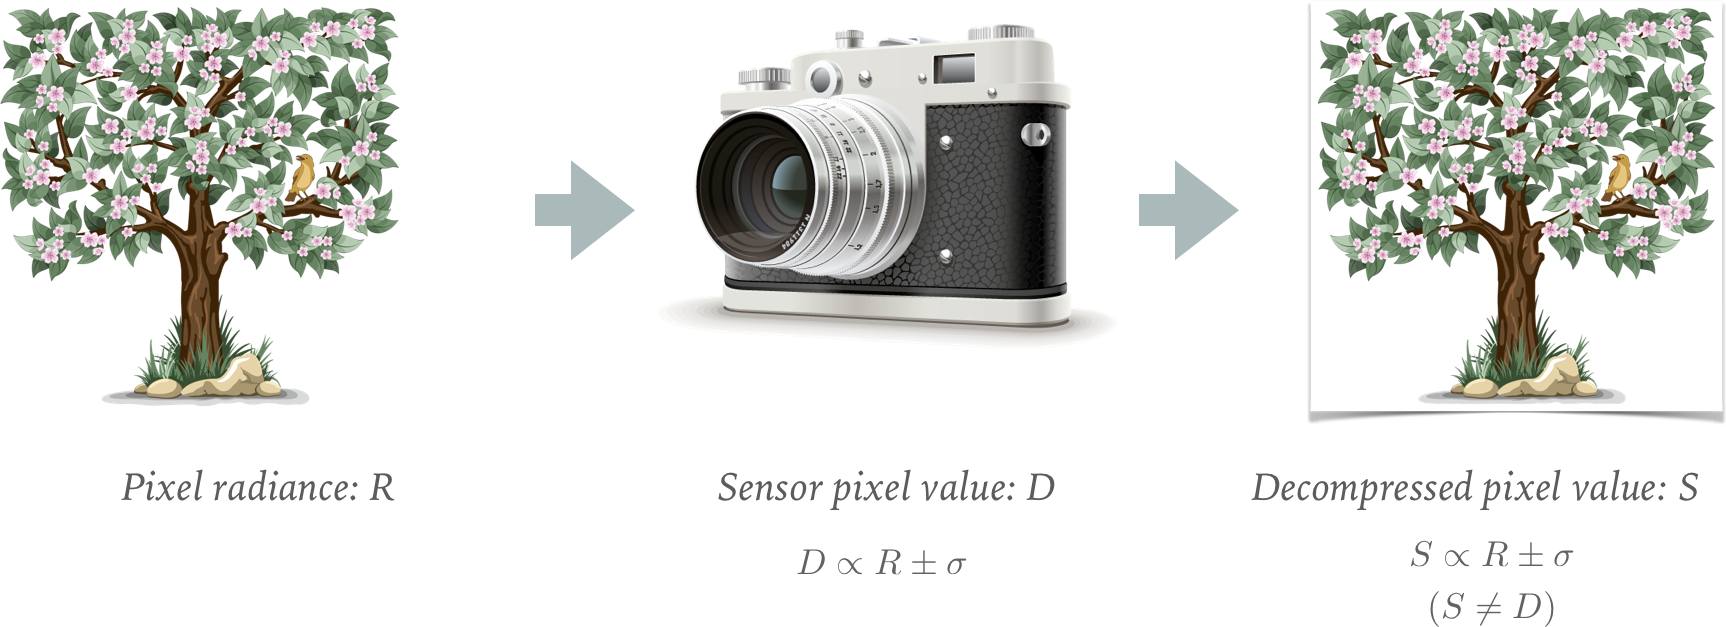 Pixel radiance: R
Sensor pixel value: D
D ∝ R ± σ
Decompressed pixel value: S
S ∝ R ± σ
(S ≠ D)